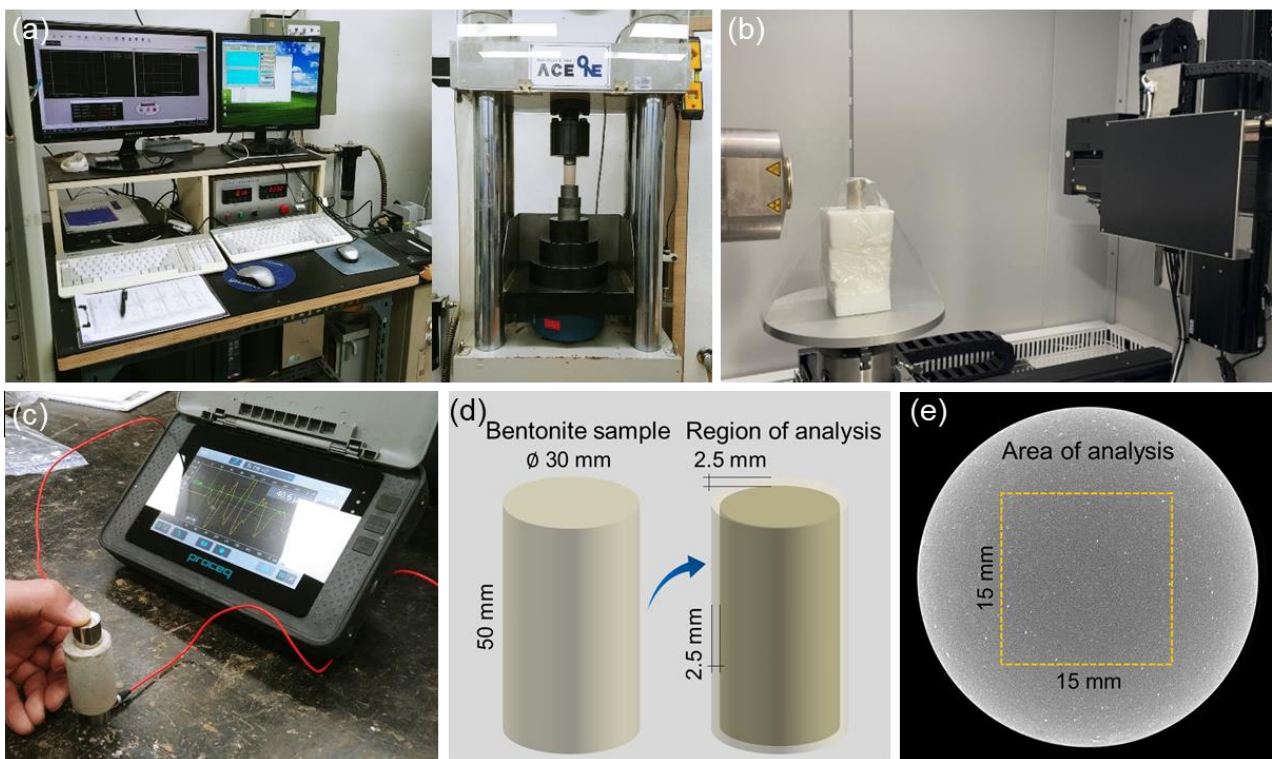 (a)
ACE ONE
(b)
(c)
proceq
(d)
Bentonite sample
Ø 30 mm
50 mm
Region of analysis
2.5 mm
2.5 mm
(e)
Area of analysis
15 mm
15 mm